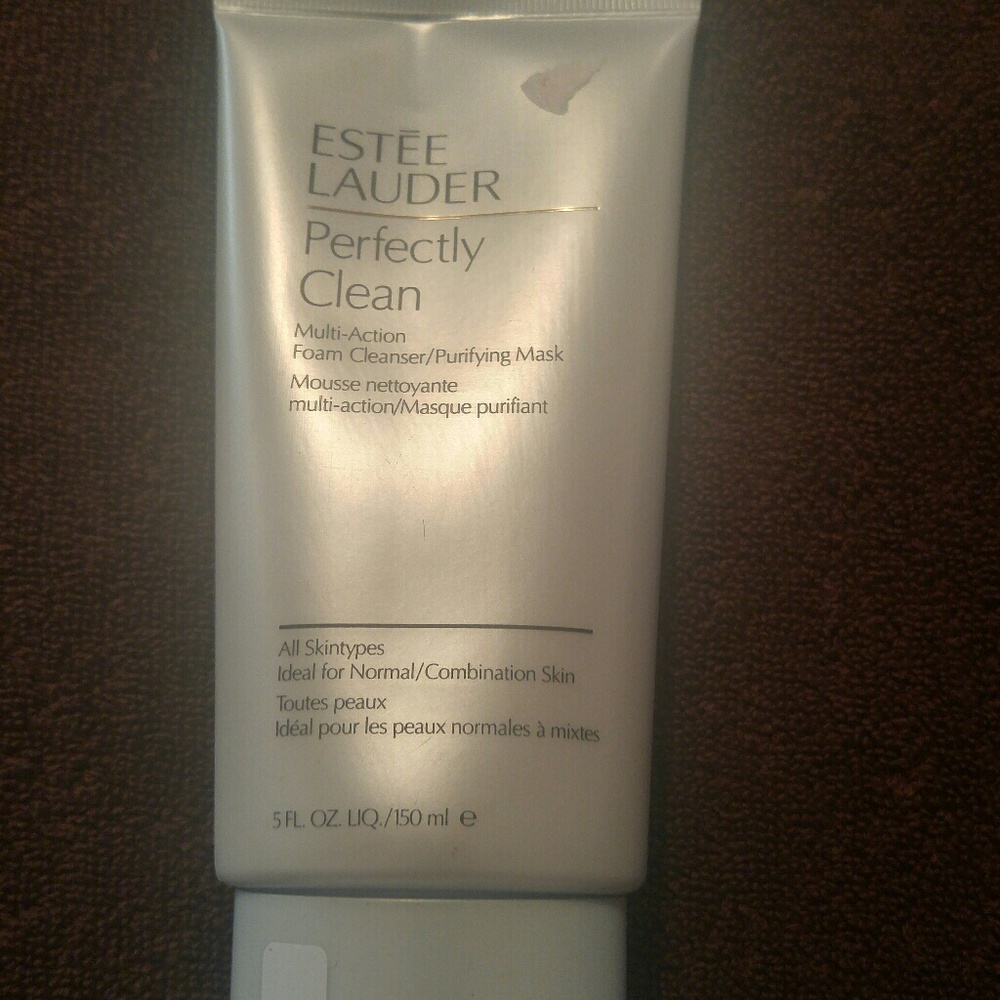 ESTĒE
LAUDER
Perfectly
Clean
Multi-Action
Foam Cleanser/Purifying Mask
Mousse nettoyante
multi-action/Masque purifiant
All Skintypes
Ideal for Normal/Combination Skin
Toutes peaux
Idéal pour les peaux normales à mixtes
5 FL. OZ. LIQ./150 ml ℮